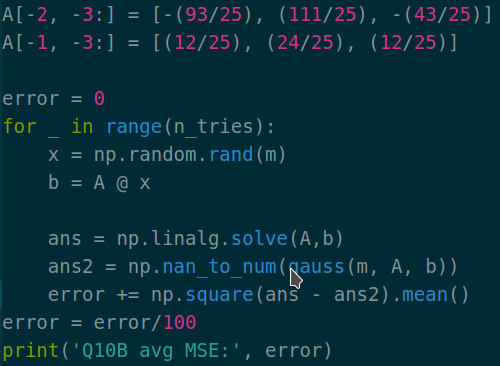 A[-2, -3:] = [-(93/25), (111/25), -(43/25)]
A[-1, -3:] = [(12/25), (24/25), (12/25)]
error = 0
for _ in range(n_tries):
x = np.random.rand(m)
b = A @ x
ans = np.linalg.solve(A,b)
ans2 = np.nan_to_num(gauss(m, A, b))
error += np.square(ans - ans2).mean()
error = error/100
print('Q10B avg MSE:', error)